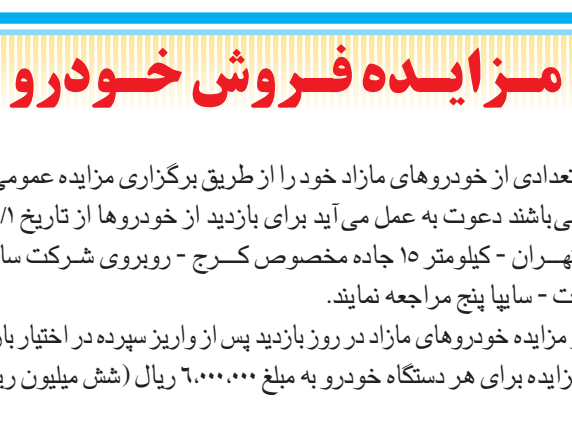 مـزایـده فـروش خـودرو
تعدادی از خودروهای مازاد خود را از طریق برگزاری مزایده عمومی
می‌باشند دعوت به عمل می‌آید برای بازدید از خودروها از تاریخ ۱/
تهـران - کیلومتر ۱۵ جاده مخصوص کـرج - روبروی شـرکت سا
ت - سایپا پنج مراجعه نمایند.
مزایده خودروهای مازاد در روز بازدید پس از واریز سپرده در اختیار با
زایده برای هر دستگاه خودرو به مبلغ ۶،۰۰۰،۰۰۰ ریال (شش میلیون ری